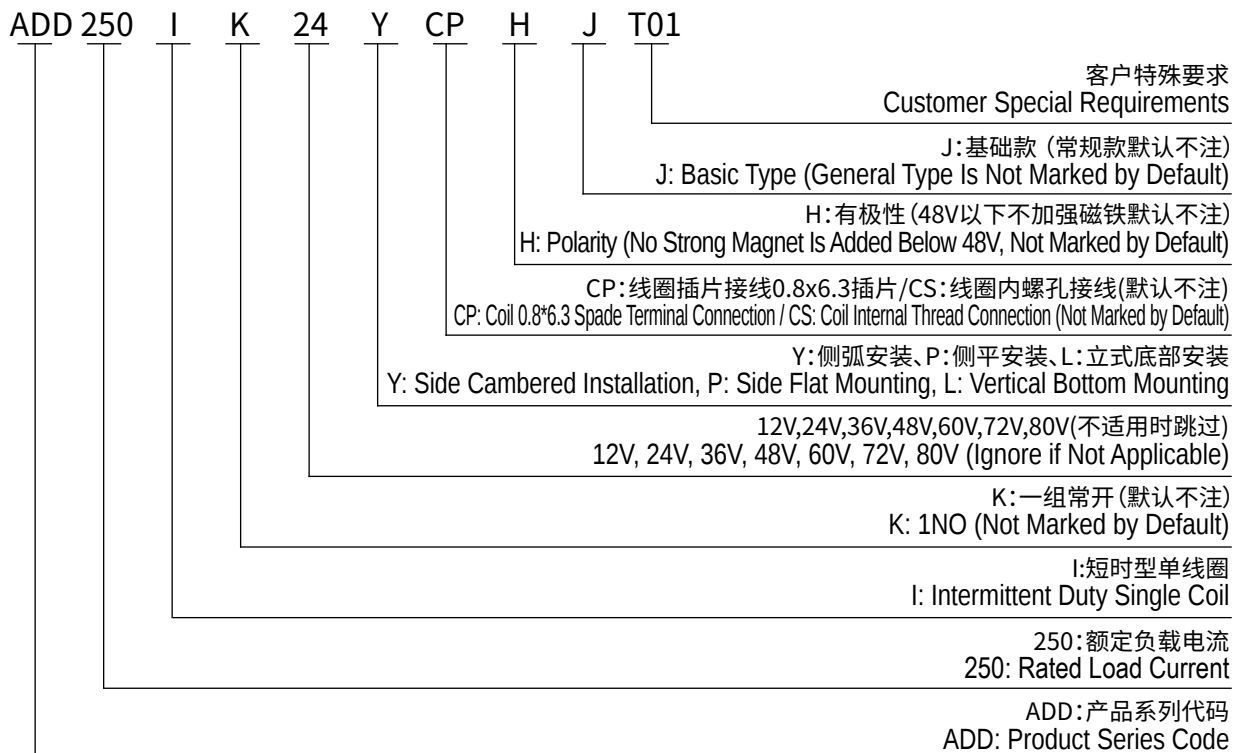 ADD 250 I K 24 Y CP H J T01
客户特殊要求
Customer Special Requirements
J:基础款（常规款默认不注）
J: Basic Type (General Type Is Not Marked by Default)
H:有极性（48V以下不加强磁铁默认不注）
H: Polarity (No Strong Magnet Is Added Below 48V, Not Marked by Default)
CP:线圈插片接线0.8x6.3插片/CS:线圈内螺孔接线(默认不注)
CP: Coil 0.8*6.3 Spade Terminal Connection / CS: Coil Internal Thread Connection (Not Marked by Default)
Y:侧弧安装、P:侧平安装、L:立式底部安装
Y: Side Cambered Installation, P: Side Flat Mounting, L: Vertical Bottom Mounting
12V,24V,36V,48V,60V,72V,80V(不适用时跳过)
12V, 24V, 36V, 48V, 60V, 72V, 80V (Ignore if Not Applicable)
K:一组常开（默认不注）
K: 1NO (Not Marked by Default)
I:短时型单线圈
I: Intermittent Duty Single Coil
250:额定负载电流
250: Rated Load Current
ADD:产品系列代码
ADD: Product Series Code